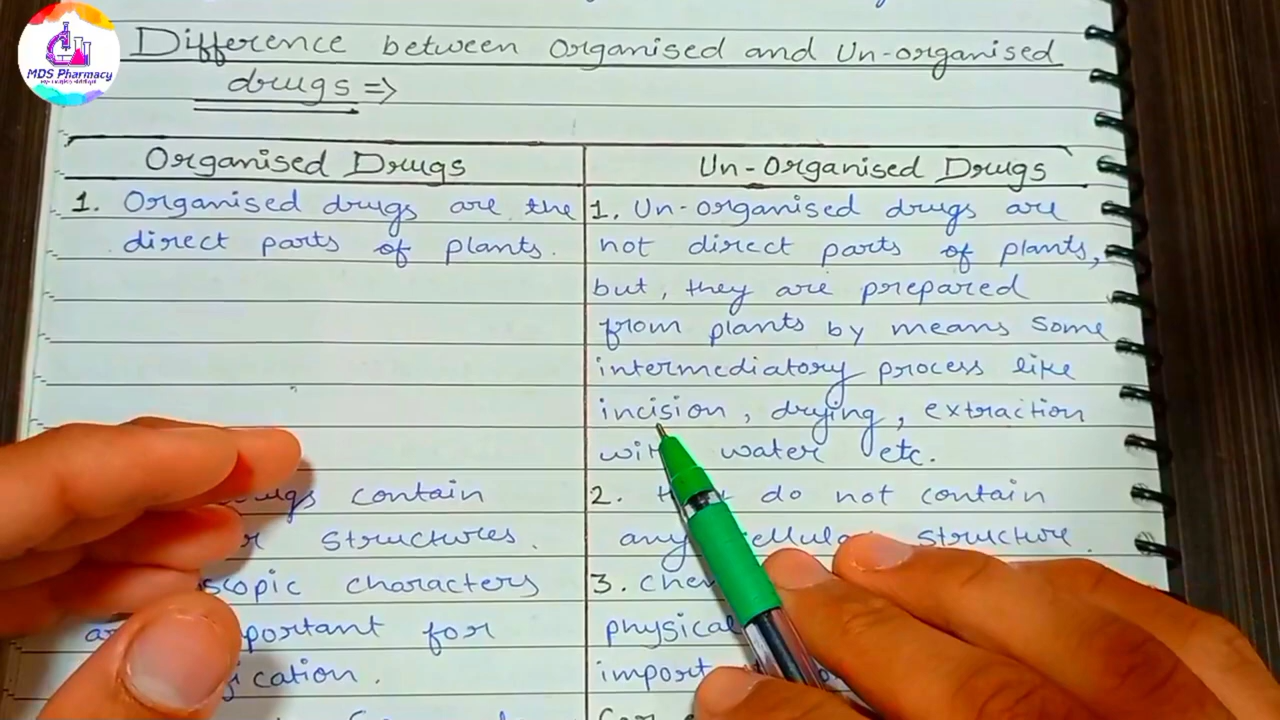 MDS Pharmacy
Difference between Organised and Un-organised
drugs =>
Organised Drugs
1. Organised drugs are the
direct parts of plants.
contain
structures.
characters
for
Un-Organised Drugs
1. Un-organised drugs are
not direct parts of plants,
but, they are prepared
from plants by means some
intermediatory process like
incision, drying, extraction
water etc.
2. do not contain
any structure.
3.
physical